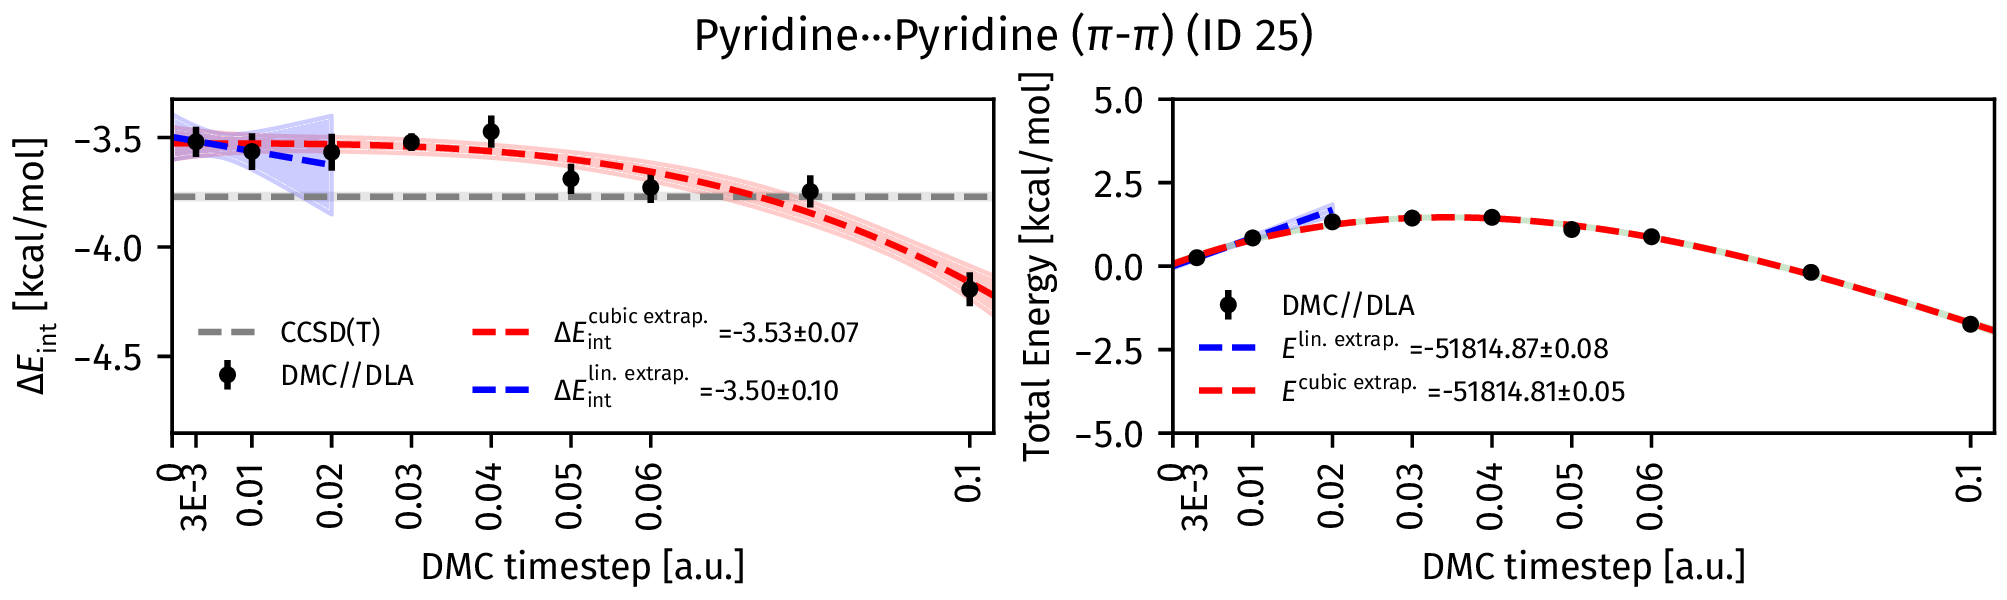 Pyridine···Pyridine (π-π) (ID 25)
ΔEint [kcal/mol]
−3.5
−4.0
−4.5
CCSD(T)
DMC//DLA
ΔEint cubic extrap. =-3.53±0.07
ΔEint lin. extrap. =-3.50±0.10
0
3E-3
0.01
0.02
0.03
0.04
0.05
0.06
0.1
DMC timestep [a.u.]
Total Energy [kcal/mol]
5.0
2.5
0.0
−2.5
−5.0
DMC//DLA
E lin. extrap. =-51814.87±0.08
E cubic extrap. =-51814.81±0.05
0
3E-3
0.01
0.02
0.03
0.04
0.05
0.06
0.1
DMC timestep [a.u.]